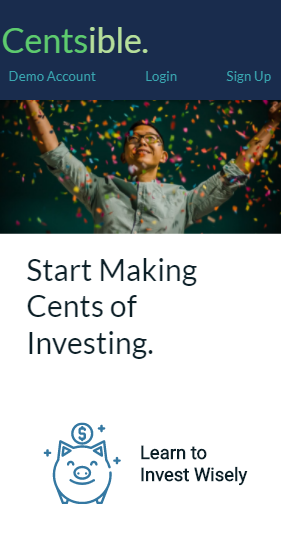 Centsible.
Demo Account Login Sign Up
Start Making
Cents of
Investing.
$
Learn to
Invest Wisely